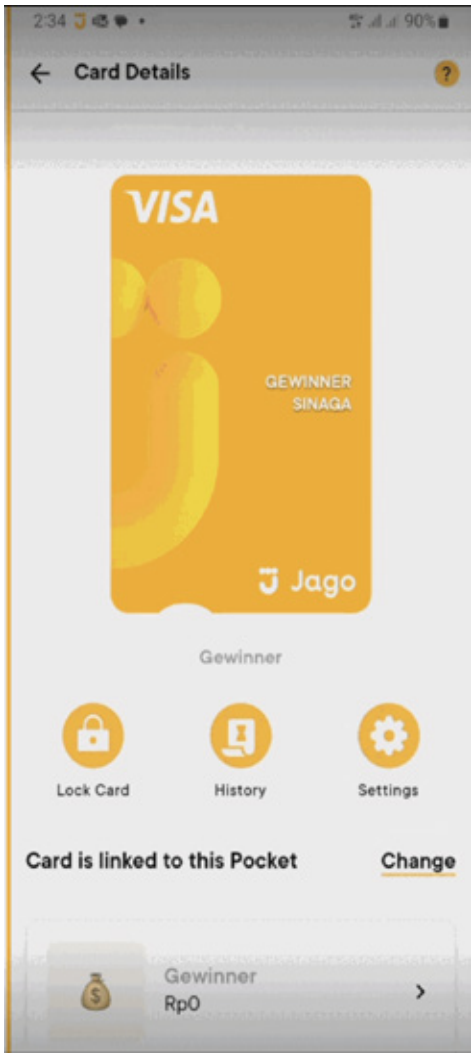 2:34 90%
Card Details ?
VISA
GEWINNER
SINAGA
Jago
Gewinner
Lock Card History Settings
Card is linked to this Pocket Change
$
Gewinner
Rp0